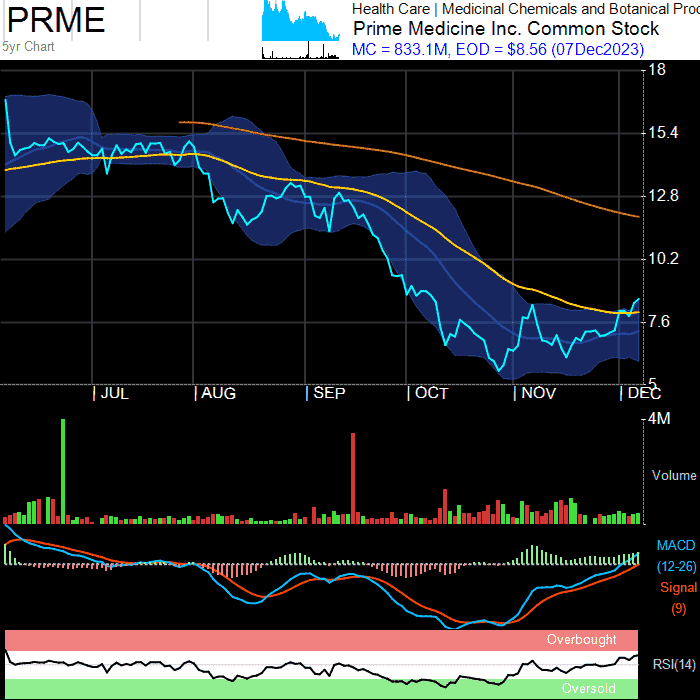 PRME
5yr Chart
Health Care | Medicinal Chemicals and Botanical Proc
Prime Medicine Inc. Common Stock
MC = 833.1M, EOD = $8.56 (07Dec2023)
18
15.4
12.8
10.2
7.6
5
JUL AUG SEP OCT NOV DEC
4M
Volume
MACD
(12-26)
Signal
(9)
Overbought
RSI(14)
Oversold